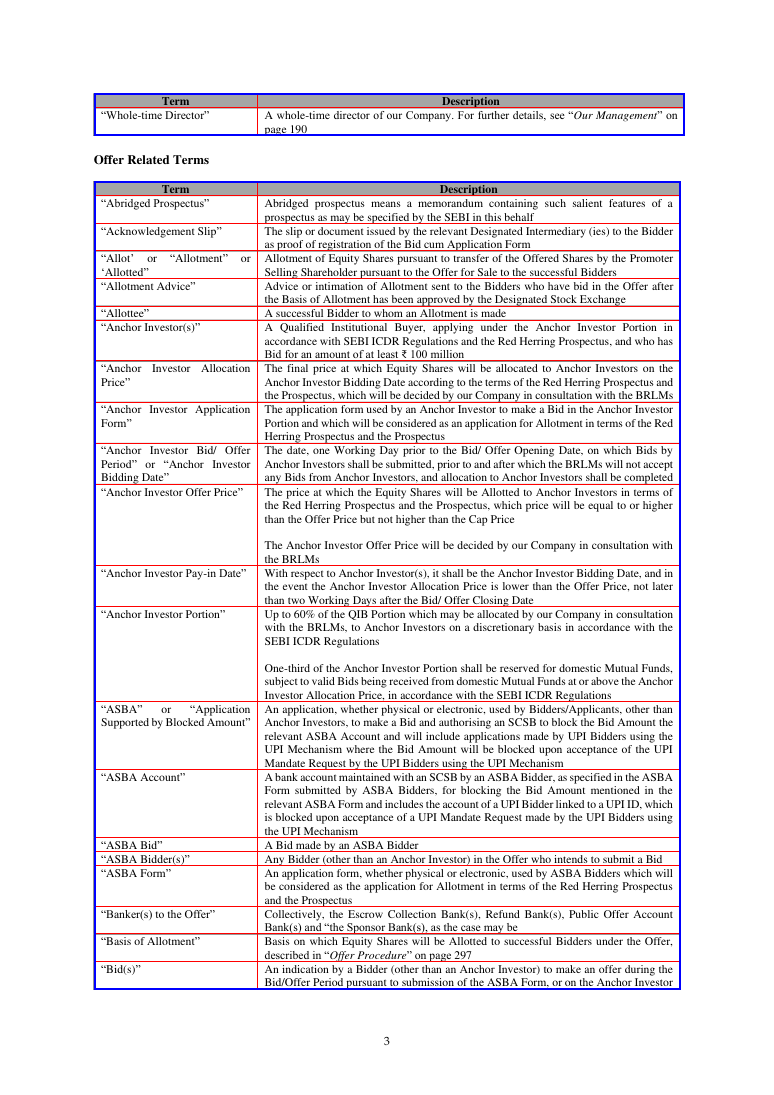 Term Description
“Whole-time Director” A whole-time director of our Company. For further details, see “Our Management” on
page 190
Offer Related Terms
Term Description
“Abridged Prospectus” Abridged prospectus means a memorandum containing such salient features of a
prospectus as may be specified by the SEBI in this behalf
“Acknowledgement Slip” The slip or document issued by the relevant Designated Intermediary (ies) to the Bidder
as proof of registration of the Bid cum Application Form
“Allot’ or “Allotment” or Allotment of Equity Shares pursuant to transfer of the Offered Shares by the Promoter
‘Allotted” Selling Shareholder pursuant to the Offer for Sale to the successful Bidders
“Allotment Advice” Advice or intimation of Allotment sent to the Bidders who have bid in the Offer after
the Basis of Allotment has been approved by the Designated Stock Exchange
“Allottee” A successful Bidder to whom an Allotment is made
“Anchor Investor(s)” A Qualified Institutional Buyer, applying under the Anchor Investor Portion in
accordance with SEBI ICDR Regulations and the Red Herring Prospectus, and who has
Bid for an amount of at least ₹ 100 million
“Anchor Investor Allocation The final price at which Equity Shares will be allocated to Anchor Investors on the
Price” Anchor Investor Bidding Date according to the terms of the Red Herring Prospectus and
the Prospectus, which will be decided by our Company in consultation with the BRLMs
“Anchor Investor Application The application form used by an Anchor Investor to make a Bid in the Anchor Investor
Form” Portion and which will be considered as an application for Allotment in terms of the Red
Herring Prospectus and the Prospectus
“Anchor Investor Bid/ Offer The date, one Working Day prior to the Bid/ Offer Opening Date, on which Bids by
Period” or “Anchor Investor Anchor Investors shall be submitted, prior to and after which the BRLMs will not accept
Bidding Date” any Bids from Anchor Investors, and allocation to Anchor Investors shall be completed
“Anchor Investor Offer Price” The price at which the Equity Shares will be Allotted to Anchor Investors in terms of
the Red Herring Prospectus and the Prospectus, which price will be equal to or higher
than the Offer Price but not higher than the Cap Price
The Anchor Investor Offer Price will be decided by our Company in consultation with
the BRLMs
“Anchor Investor Pay-in Date” With respect to Anchor Investor(s), it shall be the Anchor Investor Bidding Date, and in
the event the Anchor Investor Allocation Price is lower than the Offer Price, not later
than two Working Days after the Bid/ Offer Closing Date
“Anchor Investor Portion” Up to 60% of the QIB Portion which may be allocated by our Company in consultation
with the BRLMs, to Anchor Investors on a discretionary basis in accordance with the
SEBI ICDR Regulations
One-third of the Anchor Investor Portion shall be reserved for domestic Mutual Funds,
subject to valid Bids being received from domestic Mutual Funds at or above the Anchor
Investor Allocation Price, in accordance with the SEBI ICDR Regulations
“ASBA” or “Application An application, whether physical or electronic, used by Bidders/Applicants, other than
Supported by Blocked Amount” Anchor Investors, to make a Bid and authorising an SCSB to block the Bid Amount the
relevant ASBA Account and will include applications made by UPI Bidders using the
UPI Mechanism where the Bid Amount will be blocked upon acceptance of the UPI
Mandate Request by the UPI Bidders using the UPI Mechanism
“ASBA Account” A bank account maintained with an SCSB by an ASBA Bidder, as specified in the ASBA
Form submitted by ASBA Bidders, for blocking the Bid Amount mentioned in the
relevant ASBA Form and includes the account of a UPI Bidder linked to a UPI ID, which
is blocked upon acceptance of a UPI Mandate Request made by the UPI Bidders using
the UPI Mechanism
“ASBA Bid” A Bid made by an ASBA Bidder
“ASBA Bidder(s)” Any Bidder (other than an Anchor Investor) in the Offer who intends to submit a Bid
“ASBA Form” An application form, whether physical or electronic, used by ASBA Bidders which will
be considered as the application for Allotment in terms of the Red Herring Prospectus
and the Prospectus
“Banker(s) to the Offer” Collectively, the Escrow Collection Bank(s), Refund Bank(s), Public Offer Account
Bank(s) and “the Sponsor Bank(s), as the case may be
“Basis of Allotment” Basis on which Equity Shares will be Allotted to successful Bidders under the Offer,
described in “Offer Procedure” on page 297
“Bid(s)” An indication by a Bidder (other than an Anchor Investor) to make an offer during the
Bid/Offer Period pursuant to submission of the ASBA Form, or on the Anchor Investor
3